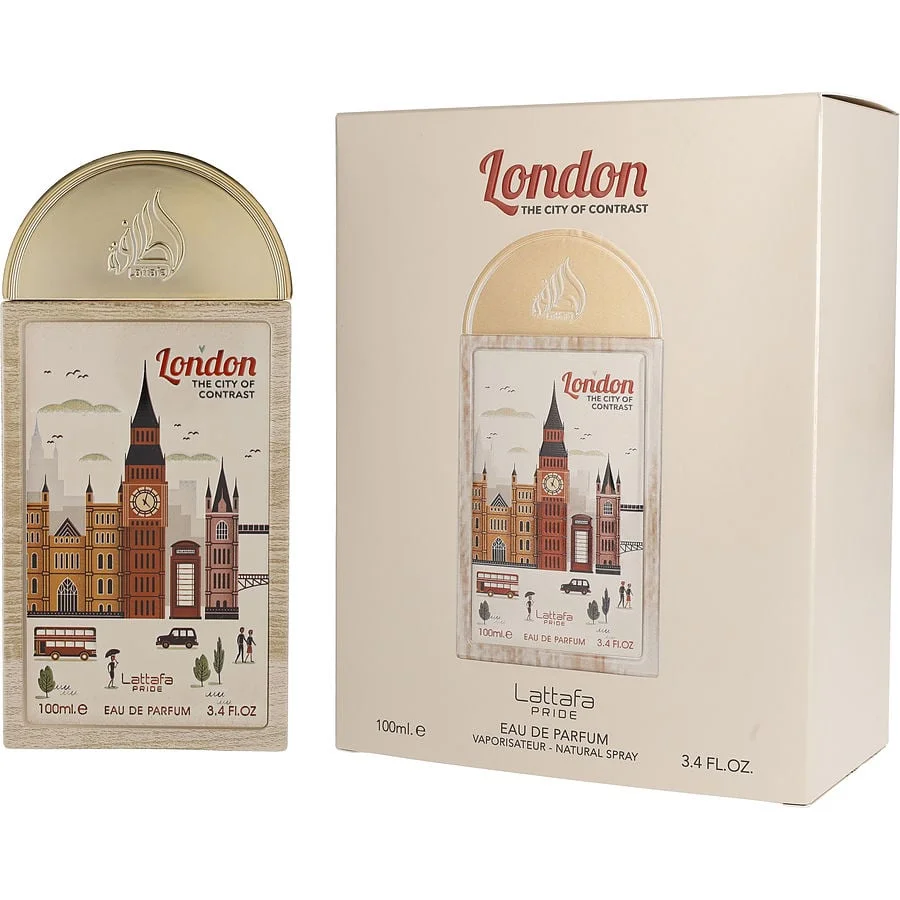 Lattafa
London
THE CITY OF
CONTRAST
Lattafa
PRIDE
100ml.e
EAU DE PARFUM
3.4 Fl.OZ
London
THE CITY OF CONTRAST
London
THE CITY OF
CONTRAST
Lattafa
PRIDE
100ml.e
EAU DE PARFUM
3.4 Fl.OZ
Lattafa
PRIDE
100ml.e
EAU DE PARFUM
VAPORISATEUR - NATURAL SPRAY
3.4 FL.OZ.